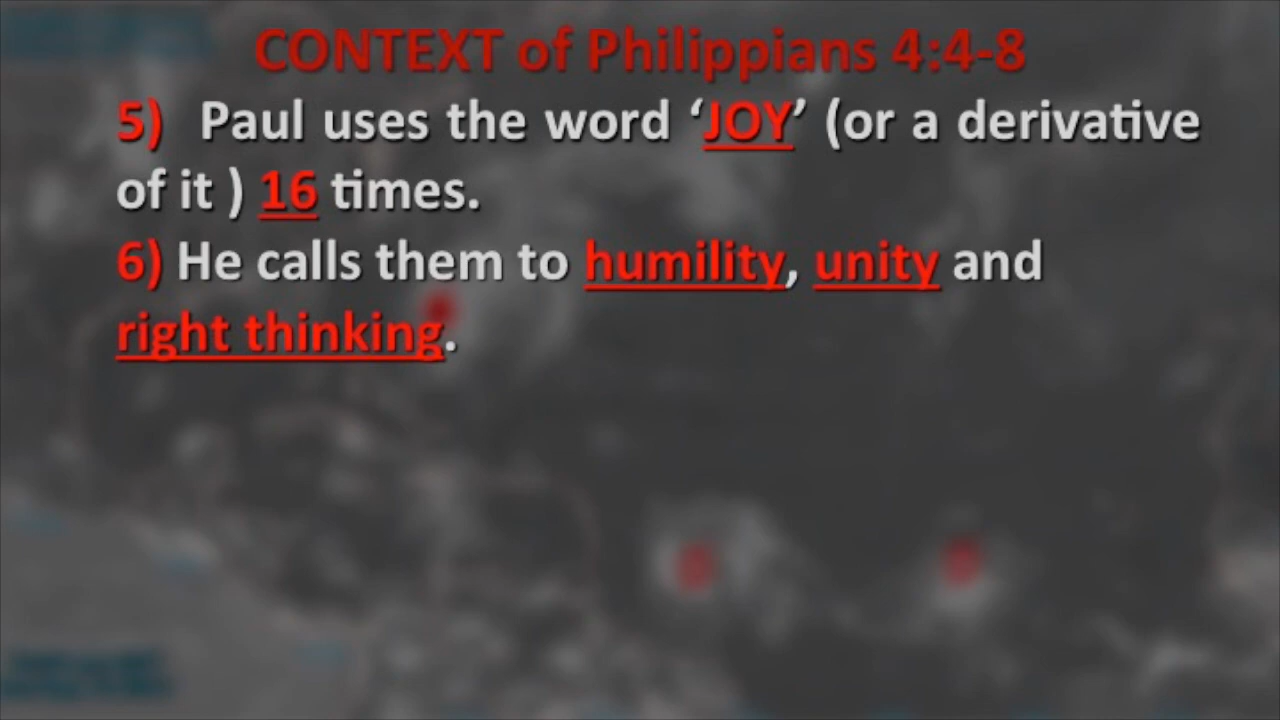 CONTEXT of Philippians 4:4-8
5) Paul uses the word ‘JOY’ (or a derivative
of it ) 16 times.
6) He calls them to humility, unity and
right thinking.